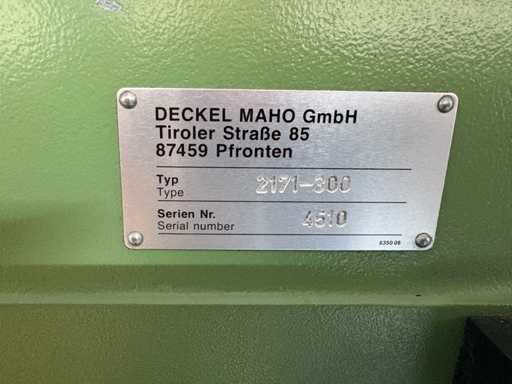 DECKEL MAHO GmbH
Tiroler Straße 85
87459 Pfronten
Typ
Type
2171-300
Serien Nr.
Serial number
4510
6350 06